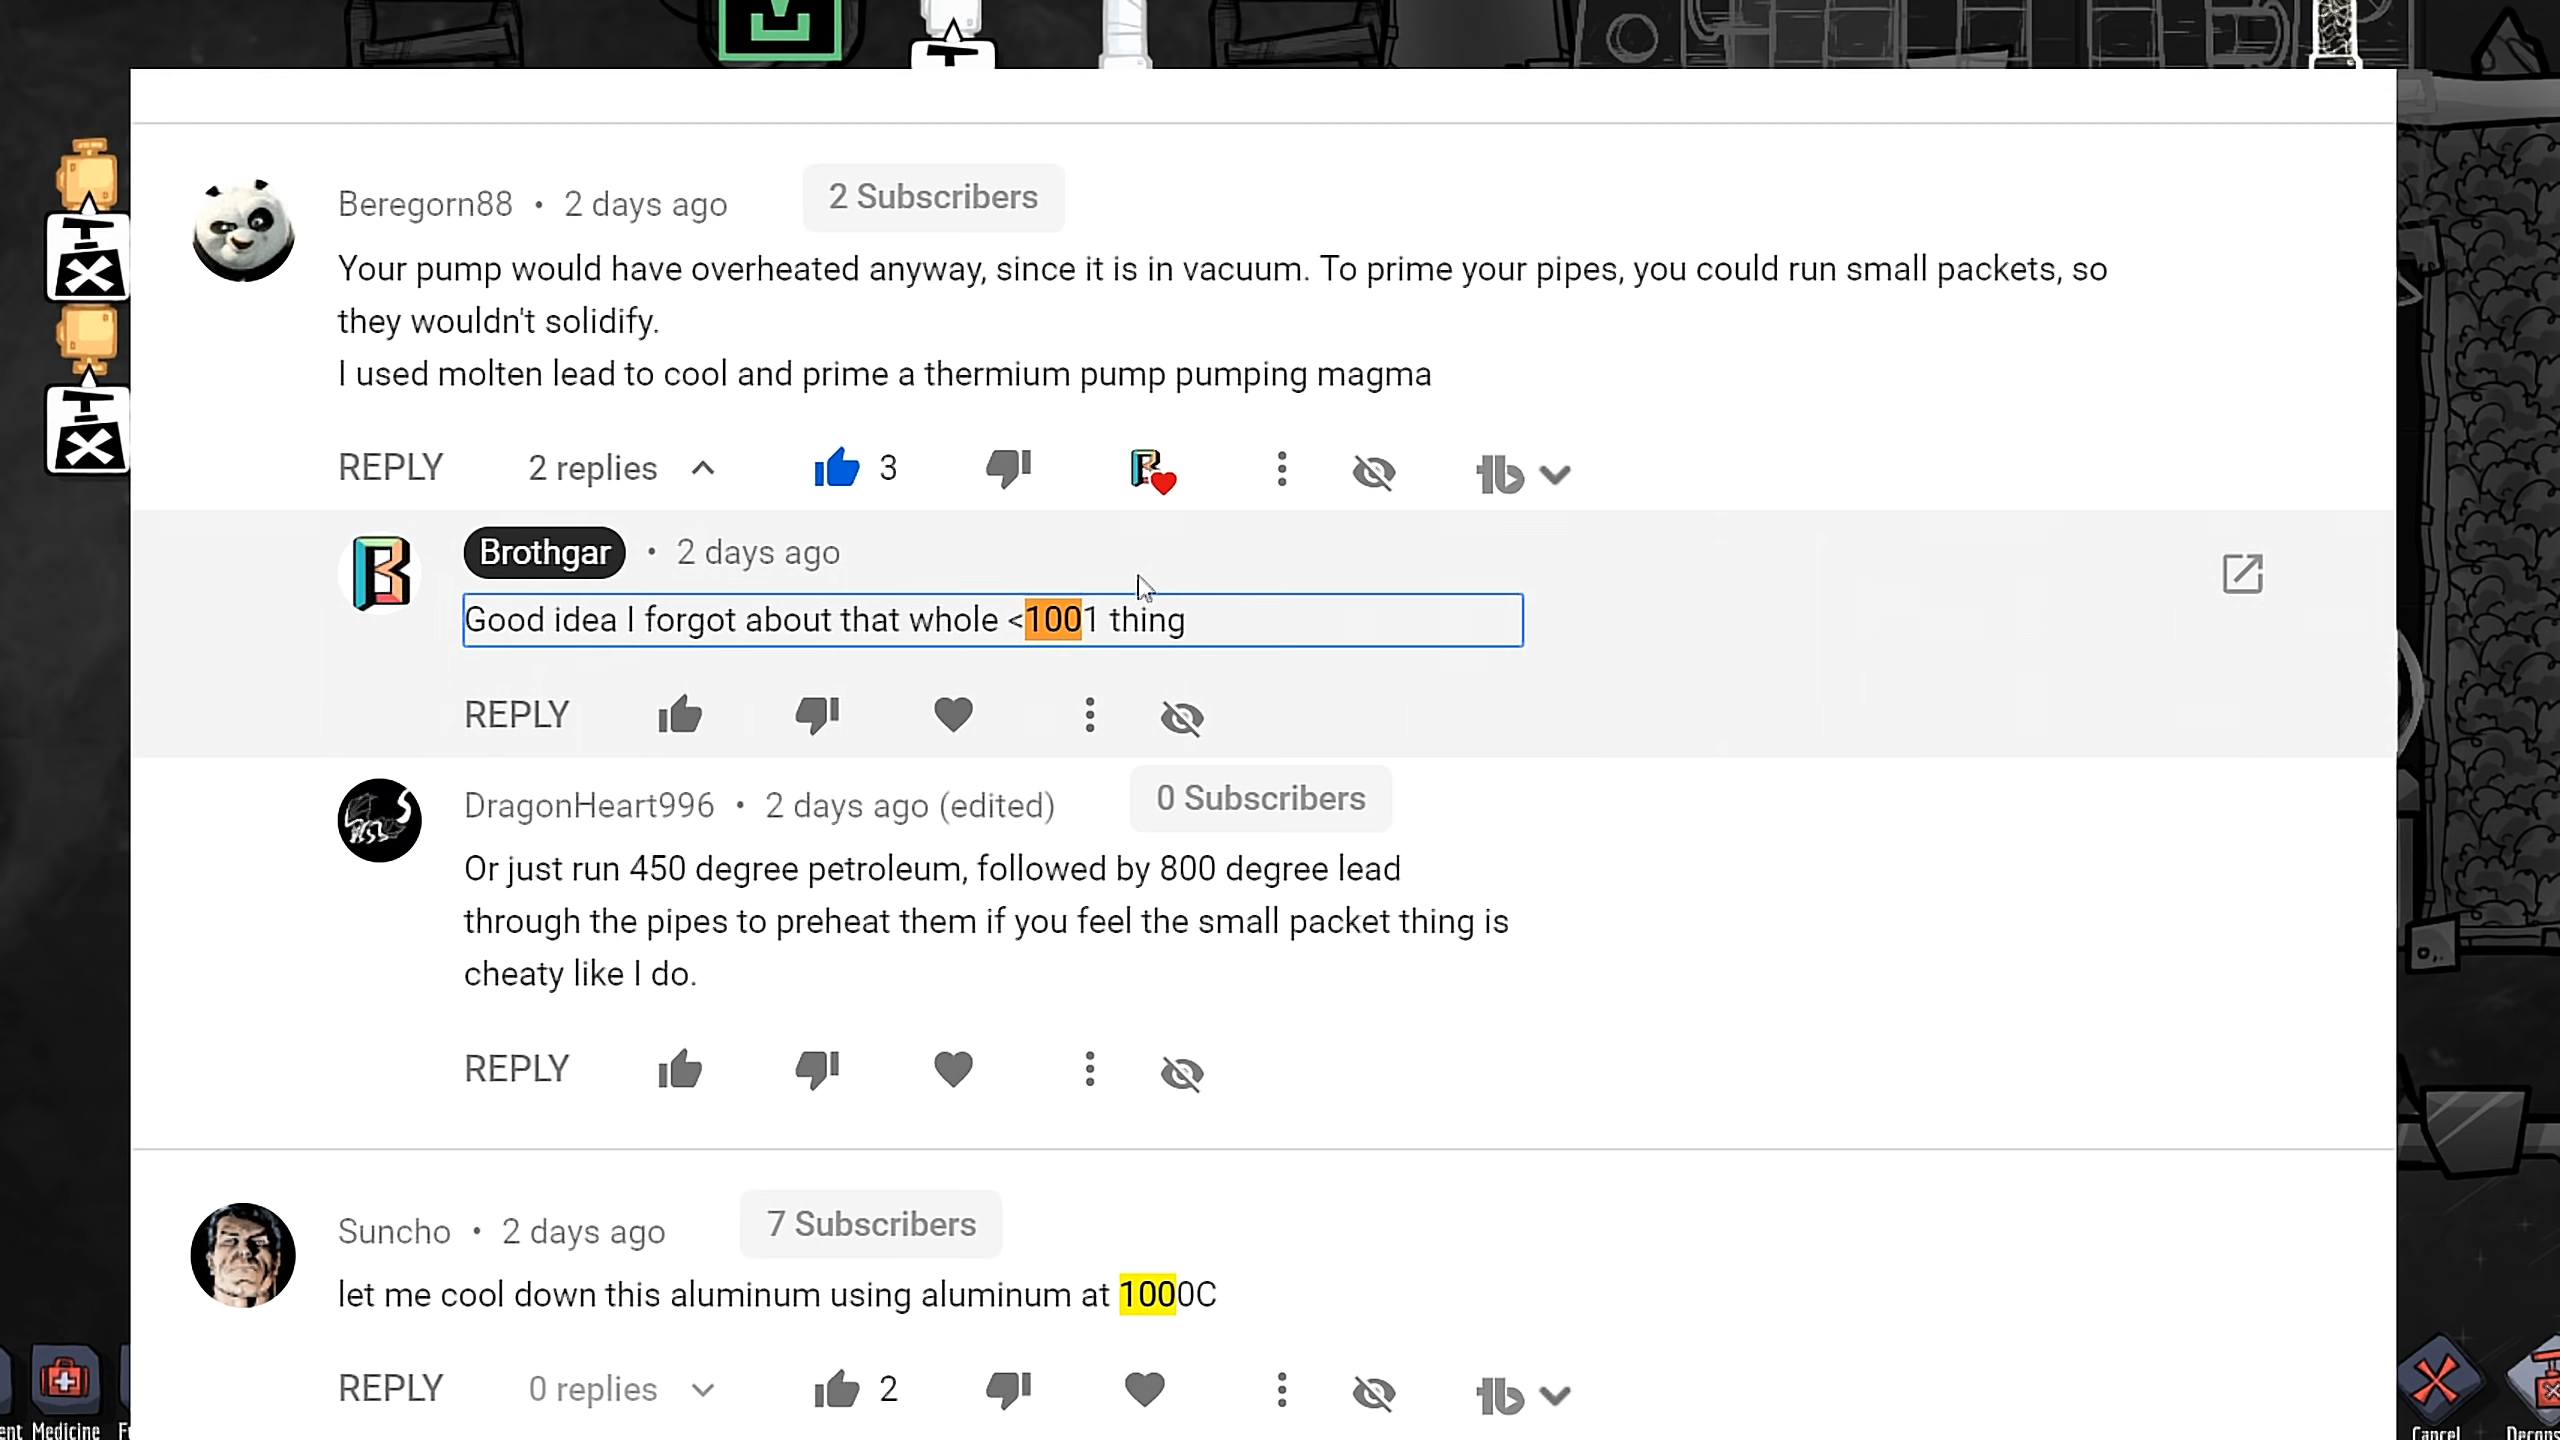 Beregorn88 • 2 days ago 2 Subscribers
Your pump would have overheated anyway, since it is in vacuum. To prime your pipes, you could run small packets, so
they wouldn't solidify.
I used molten lead to cool and prime a thermium pump pumping magma
REPLY 2 replies 3
Brothgar • 2 days ago
Good idea I forgot about that whole <1001 thing
REPLY
DragonHeart996 • 2 days ago (edited) 0 Subscribers
Or just run 450 degree petroleum, followed by 800 degree lead
through the pipes to preheat them if you feel the small packet thing is
cheaty like I do.
REPLY
Suncho • 2 days ago 7 Subscribers
let me cool down this aluminum using aluminum at 1000C
REPLY 0 replies 2
Medicine Cancel